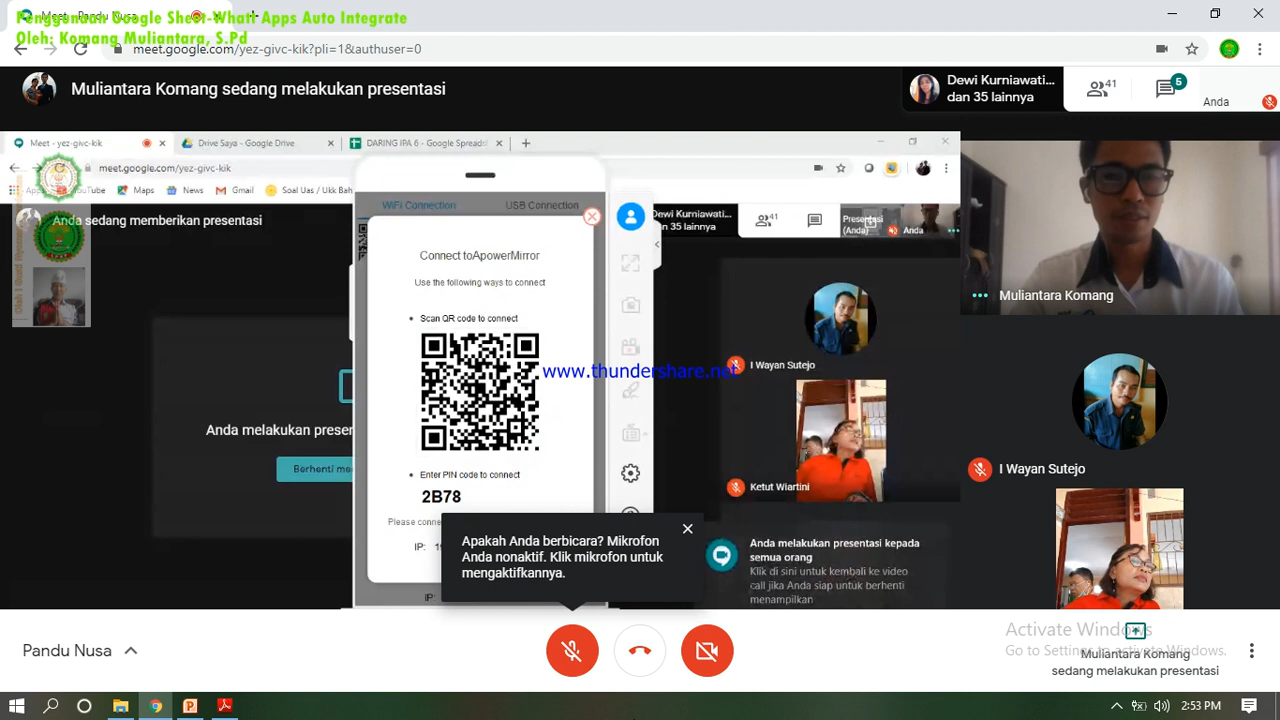 Penggunaan Google Sheet-Whatt Apps Auto Integrate
Oleh: Komang Muliantara, S.Pd
meet.google.com/yez-givc-kik?pli=1&authuser=0
Muliantara Komang sedang melakukan presentasi
Dewi Kurniawati...
dan 35 lainnya
41
5
Anda
Meet - yez-givc-kik
Drive Saya - Google Drive
DARING IPA 6 - Google Spreads
meet.google.com/yez-givc-kik
YouTube
Maps
News
Gmail
Soal Uas / Ukk Bah
Anda sedang memberikan presentasi
WiFi Connection
USB Connection
Dewi Kurniawati...
dan 35 lainnya
41
Presentasi
(Anda)
Anda
Connect toApowerMirror
Use the following ways to connect
Scan QR code to connect
www.thundershare.net
Enter PIN code to connect
2B78
Please conne
IP:
IP:
Anda melakukan presen
Berhenti me
I Wayan Sutejo
Ketut Wiartini
Anda melakukan presentasi kepada
semua orang
Klik di sini untuk kembali ke video
call jika Anda siap untuk berhenti
menampilkan
Muliantara Komang
I Wayan Sutejo
Apakah Anda berbicara? Mikrofon
Anda nonaktif. Klik mikrofon untuk
mengaktifkannya.
Pandu Nusa
Activate Windows
Go to Settings to activate Windows.
Muliantara Komang
sedang melakukan presentasi
2:53 PM